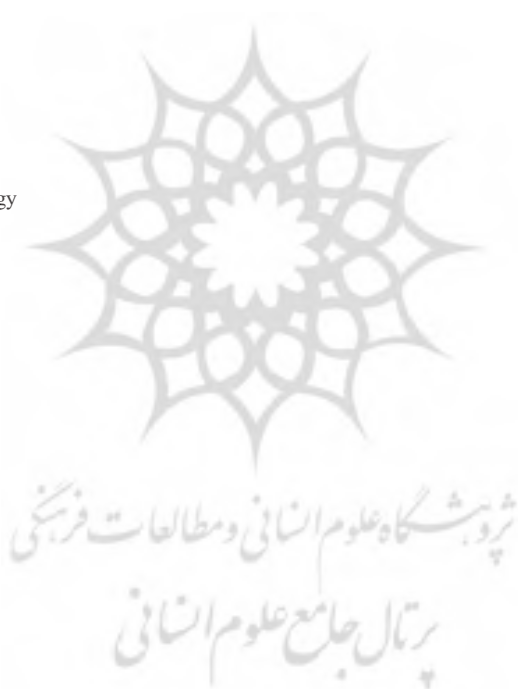 gy
پژوهشگاه علوم انسانی و مطالعات فرهنگی
پرتال جامع علوم انسانی